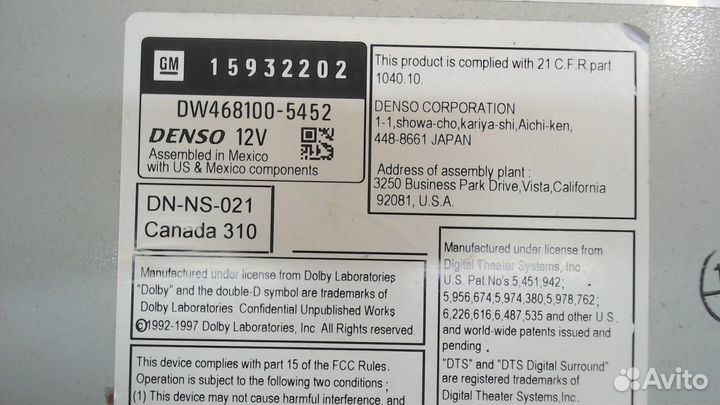 GM 15932202
DW468100-5452
DENSO 12V
Assembled in Mexico
with US & Mexico components
DN-NS-021
Canada 310
This product is complied with 21 C.F.R.part
1040.10.
DENSO CORPORATION
1-1,showa-cho,kariya-shi,Aichi-ken,
448-8661 JAPAN
Address of assembly plant :
3250 Business Park Drive,Vista,California
92081, U.S.A.
Manufactured under license from Dolby Laboratories
"Dolby" and the double-D symbol are trademarks of
Dolby Laboratories. Confidential Unpublished Works
©1992-1997 Dolby Laboratories, Inc. All Rights reserved.
This device complies with part 15 of the FCC Rules.
Operation is subject to the following two conditions ;
(1) This device may not cause harmful interference, and
Manufactured under license from
Digital Theater Systems, Inc,
U.S. Pat.No's.5,451,942;
5,956,674;5,974,380;5,978,762;
6,226,616,6,487,535 and other U.S.
and world-wide patents issued and
pending.
"DTS" and "DTS Digital Surround"
are registered trademarks of
Digital Theater Systems,Inc.
Avito